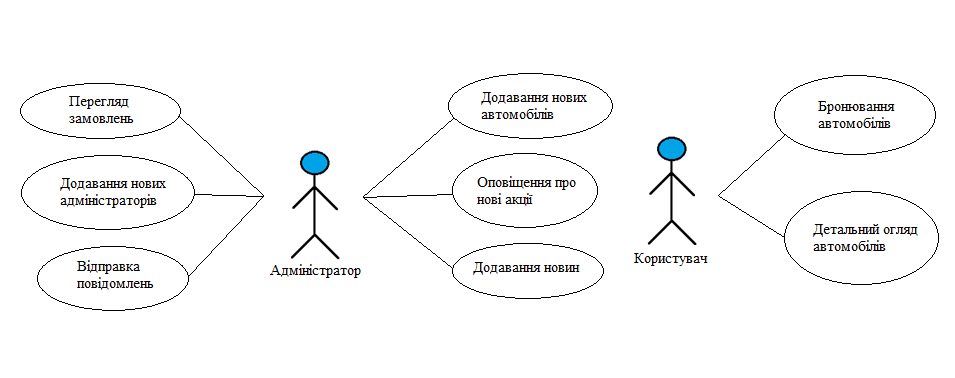 Перегляд
замовлень
Додавання нових
адміністраторів
Відправка
повідомлень
Адміністратор
Додавання нових
автомобілів
Оповіщення про
нові акції
Додавання новин
Користувач
Бронювання
автомобілів
Детальний огляд
автомобілів